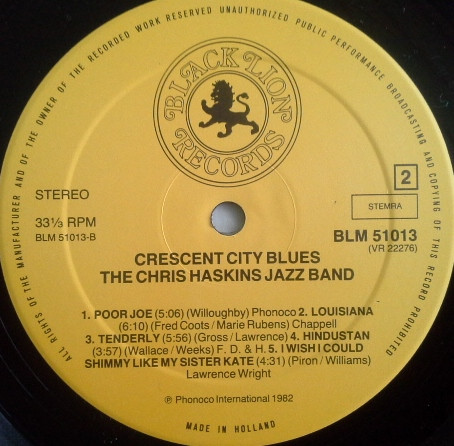 ALL RIGHTS OF THE MANUFACTURER AND OF THE OWNER OF THE RECORDED WORK RESERVED UNAUTHORIZED PUBLIC PERFORMANCE BROADCASTING AND COPYING OF THIS RECORD PROHIBITED
BLACK LION
RECORDS
STEREO
2
33⅓ RPM
STEMRA
BLM 51013-B
BLM 51013
(VR 22276)
CRESCENT CITY BLUES
THE CHRIS HASKINS JAZZ BAND
1. POOR JOE (5:06) (Willoughby) Phonoco 2. LOUISIANA
(6:10) (Fred Coots / Marie Rubens) Chappell
3. TENDERLY (5:56) (Gross / Lawrence) 4. HINDUSTAN
(3:57) (Wallace / Weeks) F. D. & H. 5. I WISH I COULD
SHIMMY LIKE MY SISTER KATE (4:31) (Piron / Williams)
Lawrence Wright
℗ Phonoco International 1982
MADE IN HOLLAND